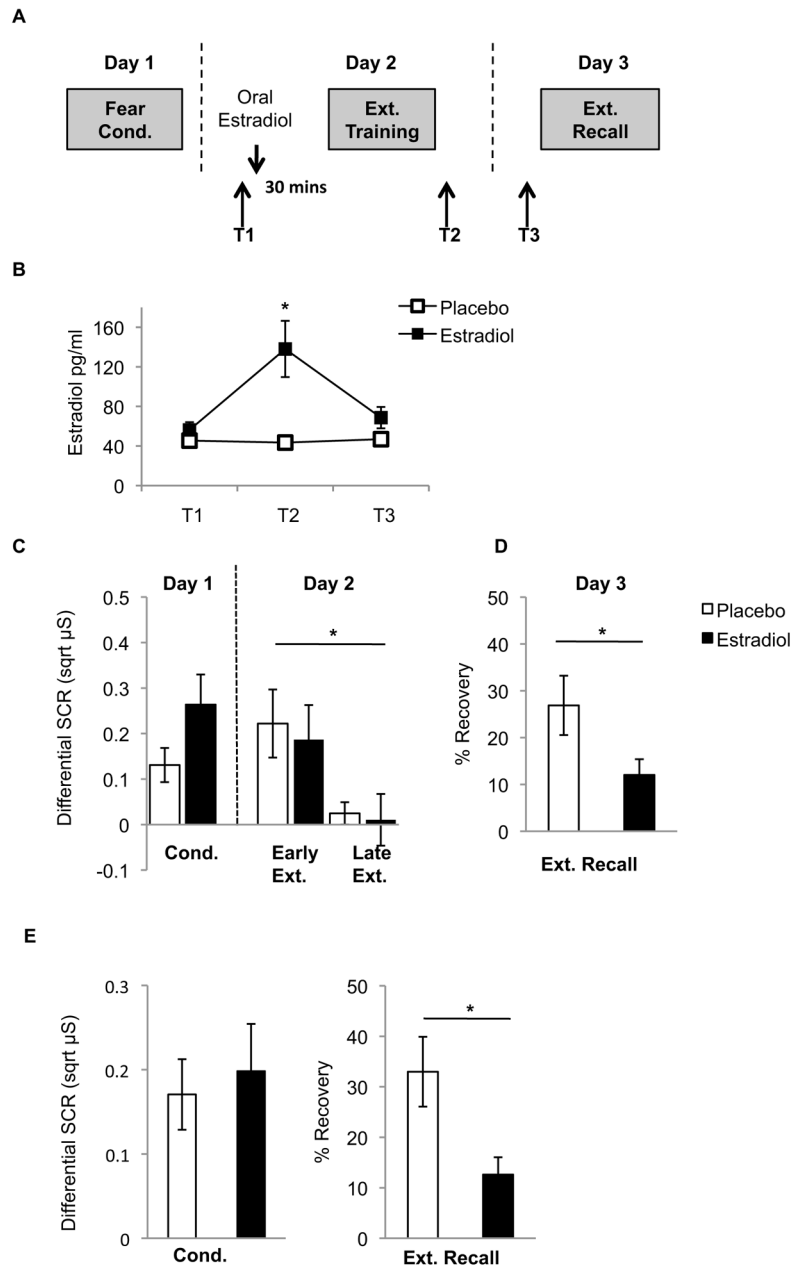 A
Day 1
Day 2
Day 3
Fear
Cond.
Oral
Estradiol
Ext.
Training
Ext.
Recall
30 mins
T1
T2
T3
B
Estradiol pg/ml
160
120
80
40
0
*
T1
T2
T3
Placebo
Estradiol
C
Day 1
Day 2
Differential SCR (sqrt µS)
0.5
0.4
0.3
0.2
0.1
0
-0.1
*
Cond.
Early
Ext.
Late
Ext.
D
Day 3
% Recovery
50
40
30
20
10
0
*
Ext. Recall
Placebo
Estradiol
E
Differential SCR (sqrt µS)
0.3
0.2
0.1
0
Cond.
% Recovery
50
40
30
20
10
0
*
Ext. Recall